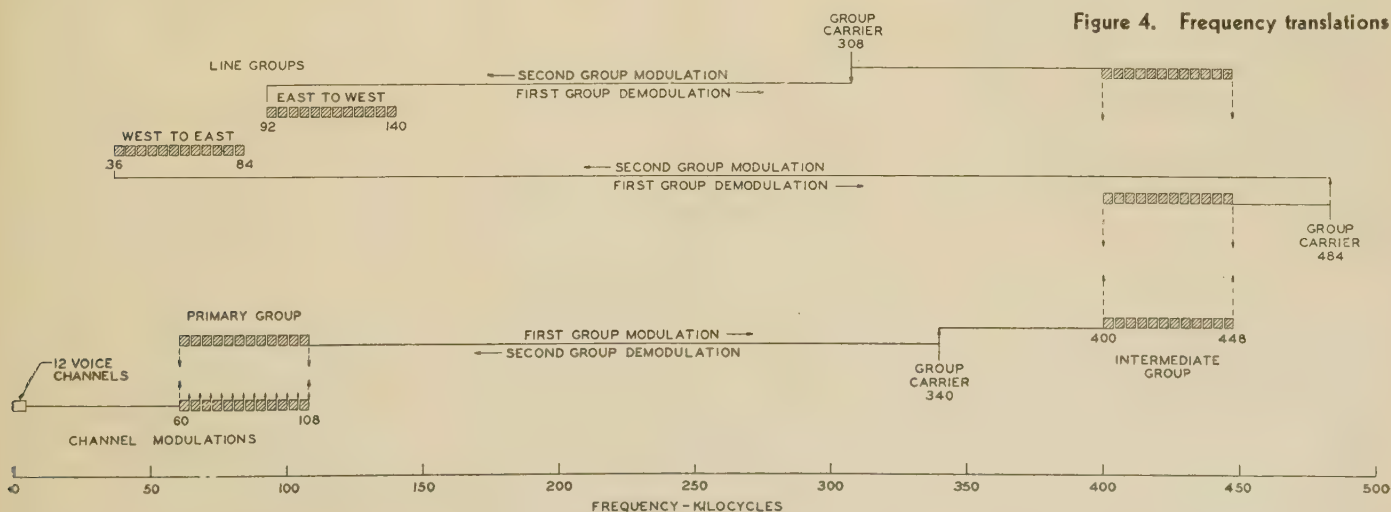 Figure 4. Frequency translations
GROUP
CARRIER
308
LINE GROUPS
← SECOND GROUP MODULATION
FIRST GROUP DEMODULATION →
EAST TO WEST
92 140
WEST TO EAST
36 84
← SECOND GROUP MODULATION
FIRST GROUP DEMODULATION →
GROUP
CARRIER
484
PRIMARY GROUP
FIRST GROUP MODULATION →
← SECOND GROUP DEMODULATION
400 448
INTERMEDIATE
GROUP
GROUP
CARRIER
340
12 VOICE
CHANNELS
60 108
CHANNEL MODULATIONS
0 50 100 150 200 250 300 350 400 450 500
FREQUENCY-KILOCYCLES